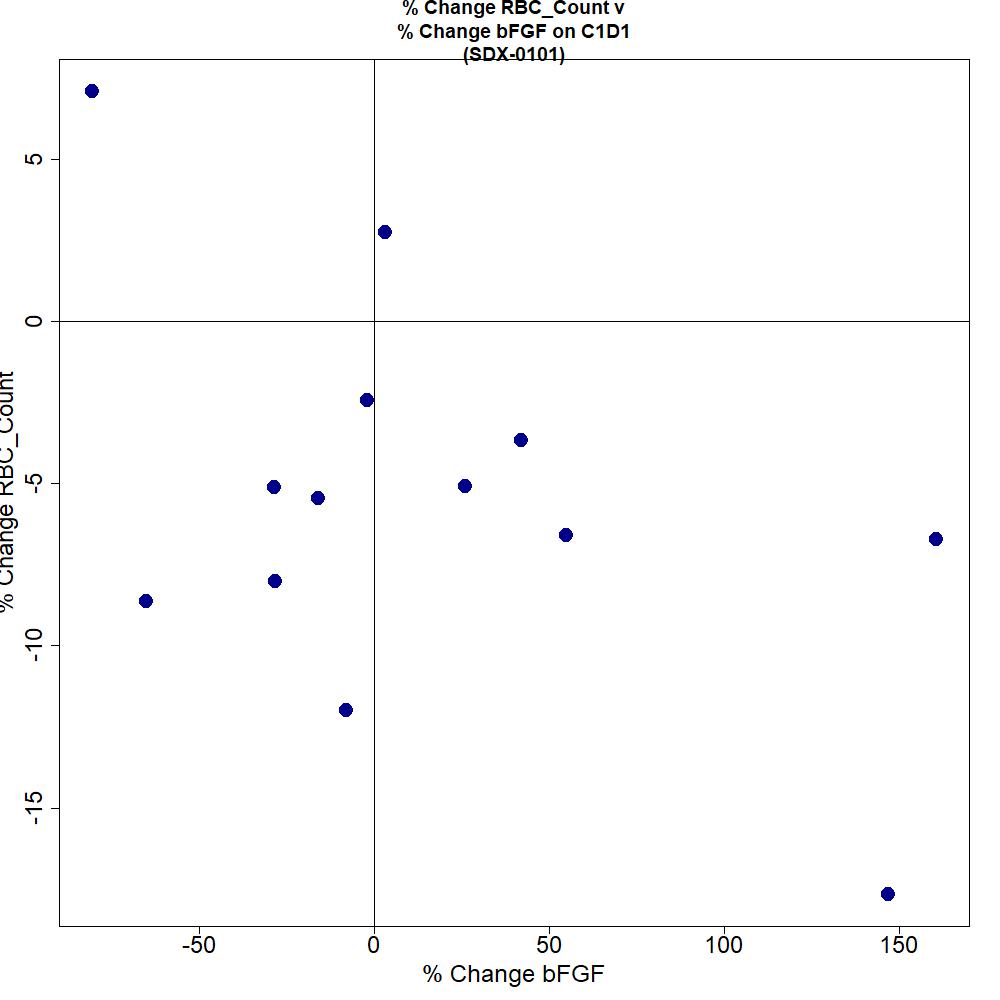 % Change RBC_Count v
% Change bFGF on C1D1
(SDX-0101)
% Change RBC_Count
5
0
-5
-10
-15
-50
0
50
100
150
% Change bFGF